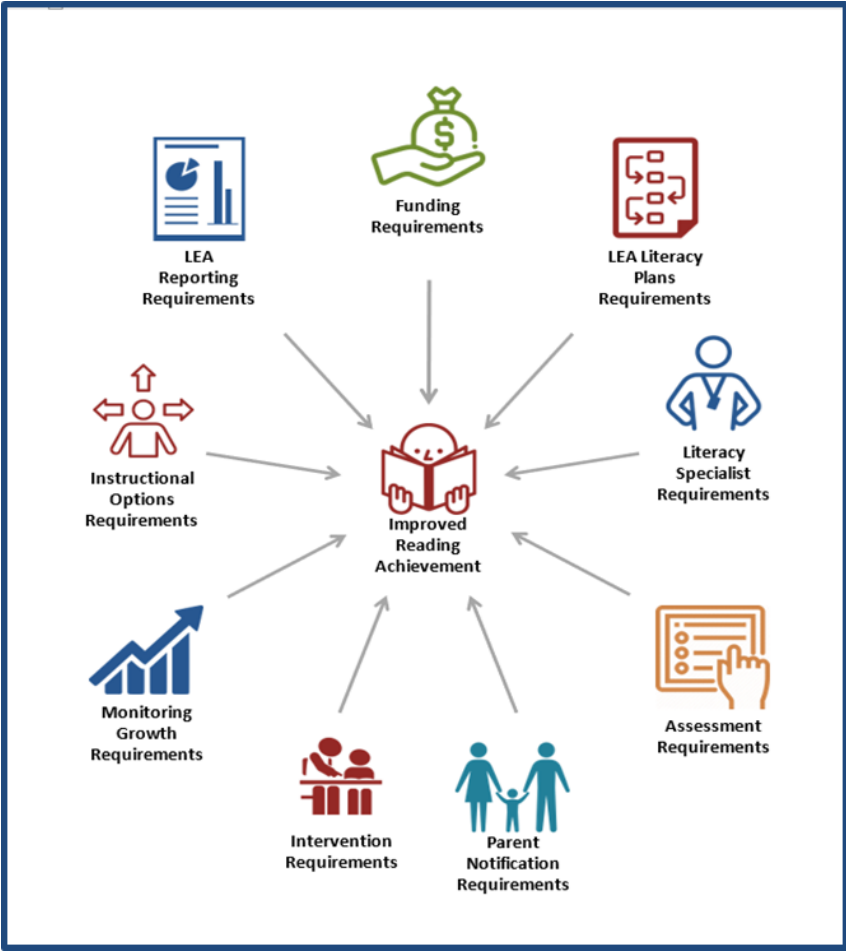 Funding
Requirements
LEA
Reporting
Requirements
LEA Literacy
Plans
Requirements
Instructional
Options
Requirements
Literacy
Specialist
Requirements
Improved
Reading
Achievement
Monitoring
Growth
Requirements
Assessment
Requirements
Intervention
Requirements
Parent
Notification
Requirements
$